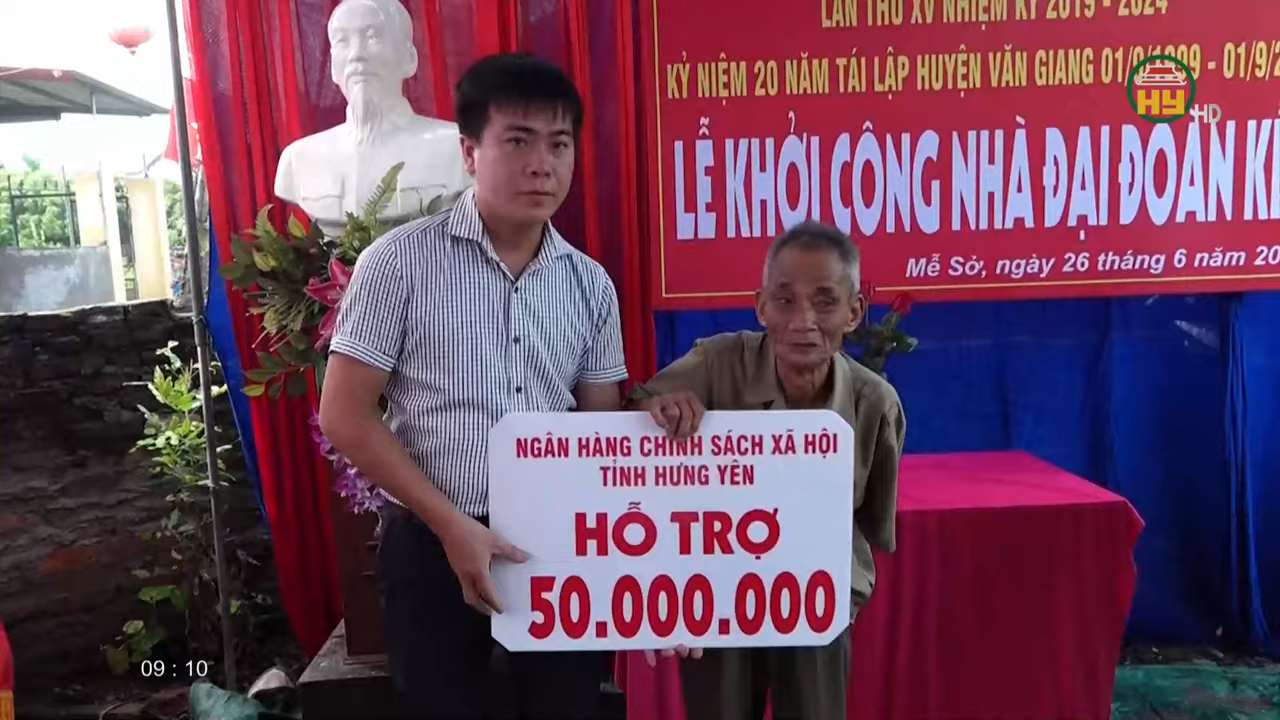 LẦN THỨ XV NHIỆM KỲ 2019 - 2024
KỶ NIỆM 20 NĂM TÁI LẬP HUYỆN VĂN GIANG 01/9/1999 - 01/9/2
LỄ KHỞI CÔNG NHÀ ĐẠI ĐOÀN
Mễ Sở, ngày 26 tháng 6 năm 20
HY HD
NGÂN HÀNG CHÍNH SÁCH XÃ HỘI
TỈNH HƯNG YÊN
HỖ TRỢ
50.000.000
09 : 10